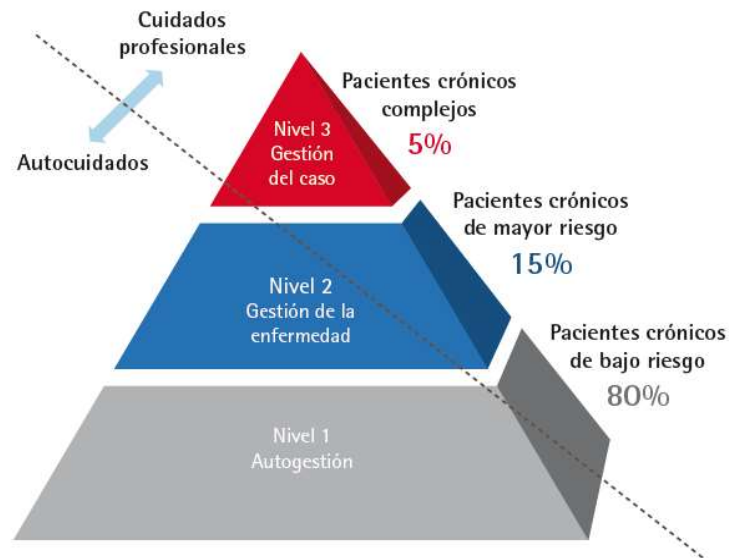 Cuidados
profesionales
Autocuidados
Nivel 3
Gestión
del caso
Pacientes crónicos
complejos
5%
Nivel 2
Gestión de la
enfermedad
Pacientes crónicos
de mayor riesgo
15%
Nivel 1
Autogestión
Pacientes crónicos
de bajo riesgo
80%